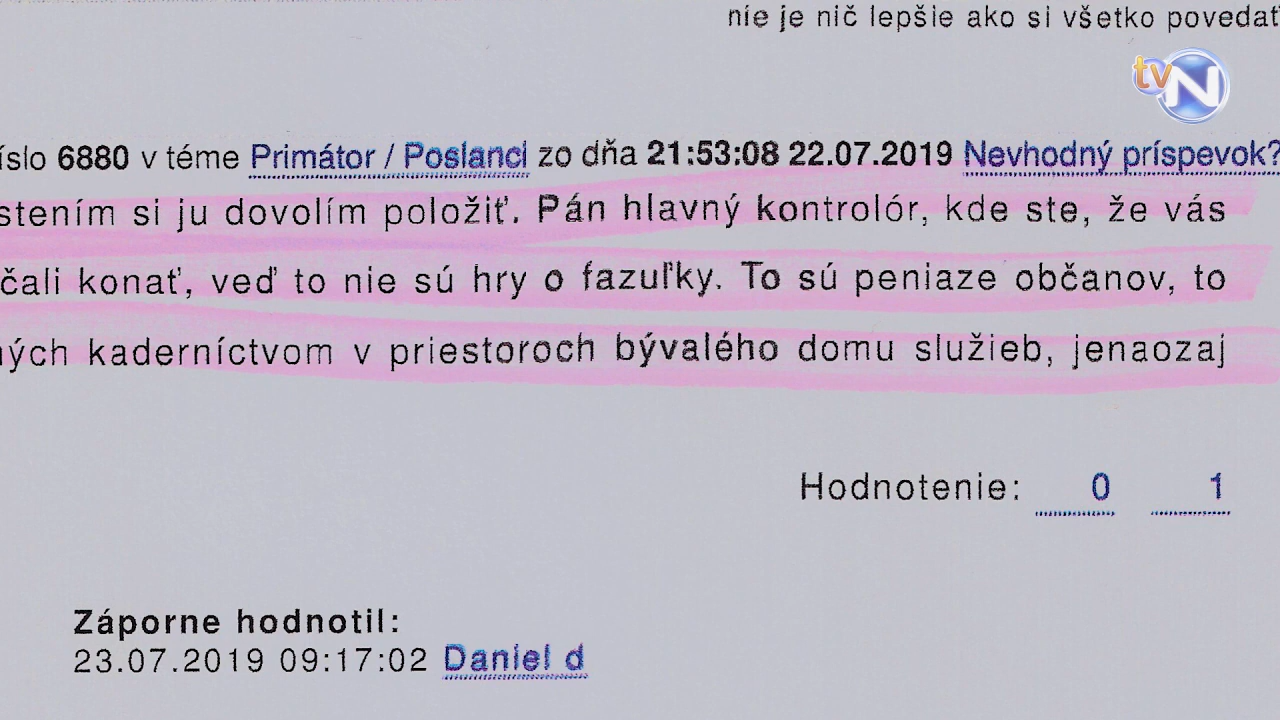 nie je nič lepšie ako si všetko povedať
tvN
íslo 6880 v téme Primátor / Poslanci zo dňa 21:53:08 22.07.2019 Nevhodný príspevok?
stením si ju dovolím položiť. Pán hlavný kontrolór, kde ste, že vás
čali konať, veď to nie sú hry o fazuľky. To sú peniaze občanov, to
ných kaderníctvom v priestoroch bývalého domu služieb, jenaozaj
Hodnotenie: 0 1
Záporne hodnotil:
23.07.2019 09:17:02 Daniel d